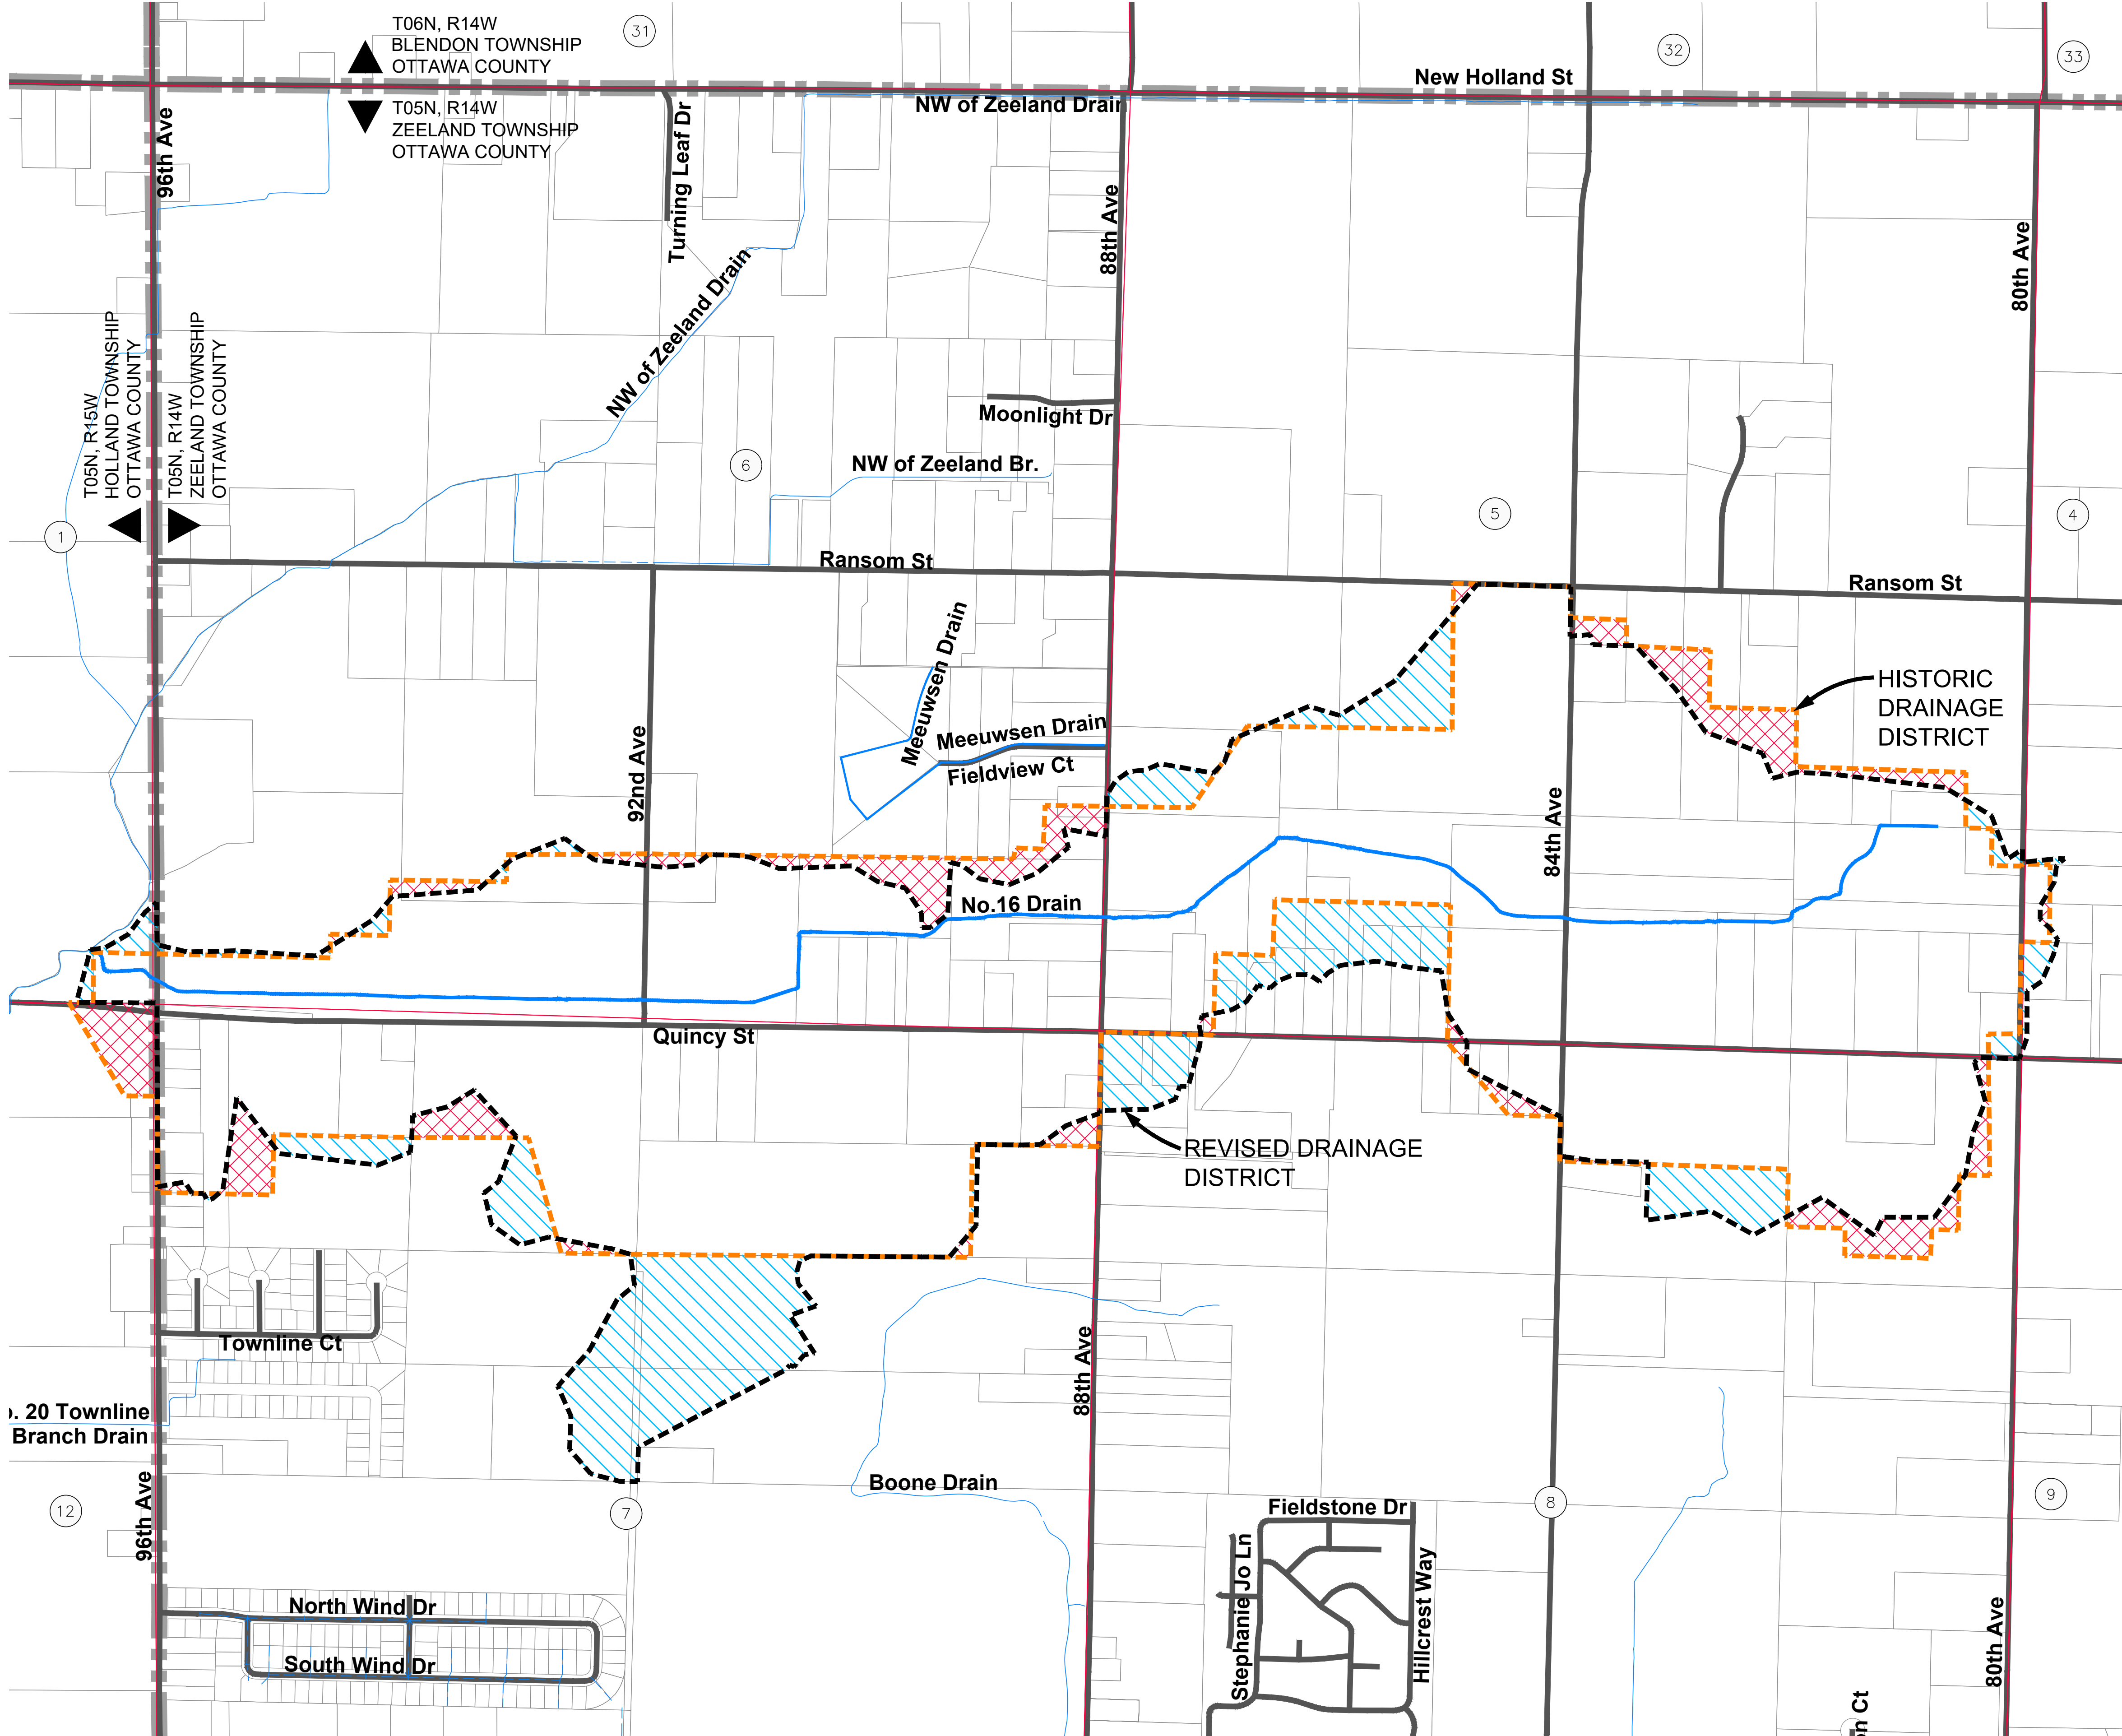 T06N, R14W
BLENDON TOWNSHIP
OTTAWA COUNTY
31
32
33
New Holland St
NW of Zeeland Drain
T05N, R14W
ZEELAND TOWNSHIP
OTTAWA COUNTY
96th Ave
Turning Leaf Dr
88th Ave
80th Ave
NW of Zeeland Drain
T05N, R15W
HOLLAND TOWNSHIP
OTTAWA COUNTY
T05N, R14W
ZEELAND TOWNSHIP
OTTAWA COUNTY
Moonlight Dr
NW of Zeeland Br.
6
5
4
1
Ransom St
Ransom St
Meeuwsen Drain
Meeuwsen Drain
Fieldview Ct
HISTORIC
DRAINAGE
DISTRICT
92nd Ave
84th Ave
No.16 Drain
Quincy St
REVISED DRAINAGE
DISTRICT
Townline Ct
88th Ave
. 20 Townline
Branch Drain
96th Ave
Boone Drain
12
7
8
9
Fieldstone Dr
Stephanie Jo Ln
Hillcrest Way
North Wind Dr
South Wind Dr
80th Ave
Ct